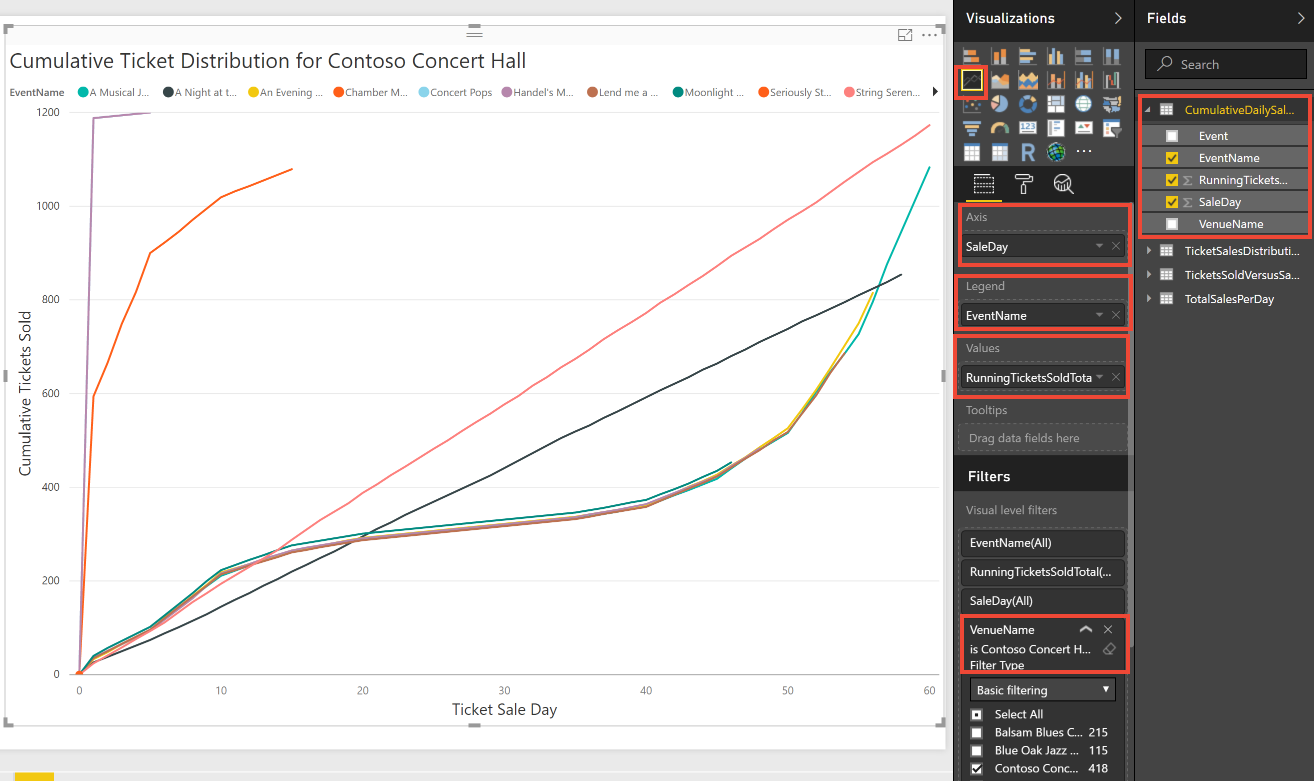 Cumulative Ticket Distribution for Contoso Concert Hall
EventName A Musical J... A Night at t... An Evening ... Chamber M... Concert Pops Handel's M... Lend me a ... Moonlight ... Seriously St... String Seren...
1200
1000
800
600
400
200
0
Cumulative Tickets Sold
0 10 20 30 40 50 60
Ticket Sale Day
Visualizations
123
R
...
Axis
SaleDay
Legend
EventName
Values
RunningTicketsSoldTota
Tooltips
Drag data fields here
Filters
Visual level filters
EventName(All)
RunningTicketsSoldTotal(...
SaleDay(All)
VenueName
is Contoso Concert H...
Filter Type
Basic filtering
Select All
Balsam Blues C... 215
Blue Oak Jazz ... 115
Contoso Conc... 418
Fields
Search
CumulativeDailySal...
Event
EventName
Σ RunningTickets...
Σ SaleDay
VenueName
TicketSalesDistributi...
TicketsSoldVersusSa...
TotalSalesPerDay